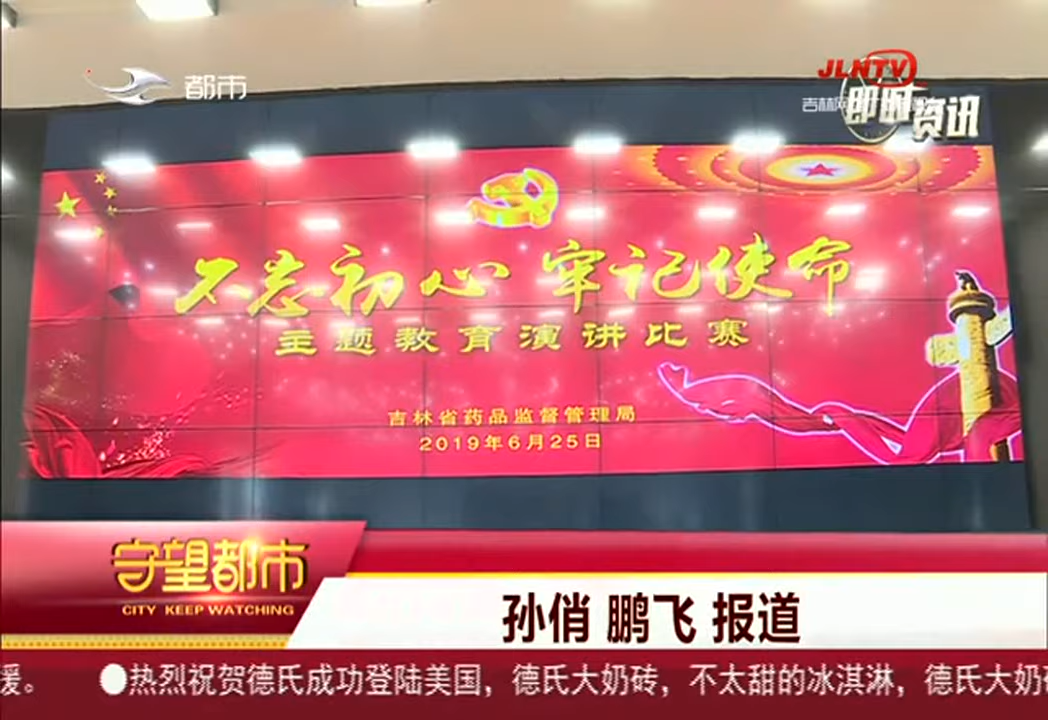 都市
JLNTV
吉林网
即时资讯
不忘初心 牢记使命
主题教育演讲比赛
吉林省药品监督管理局
2019年6月25日
守望都市
CITY KEEP WATCHING
孙俏 鹏飞 报道
援。 ●热烈祝贺德氏成功登陆美国，德氏大奶砖，不太甜的冰淇淋，德氏大奶